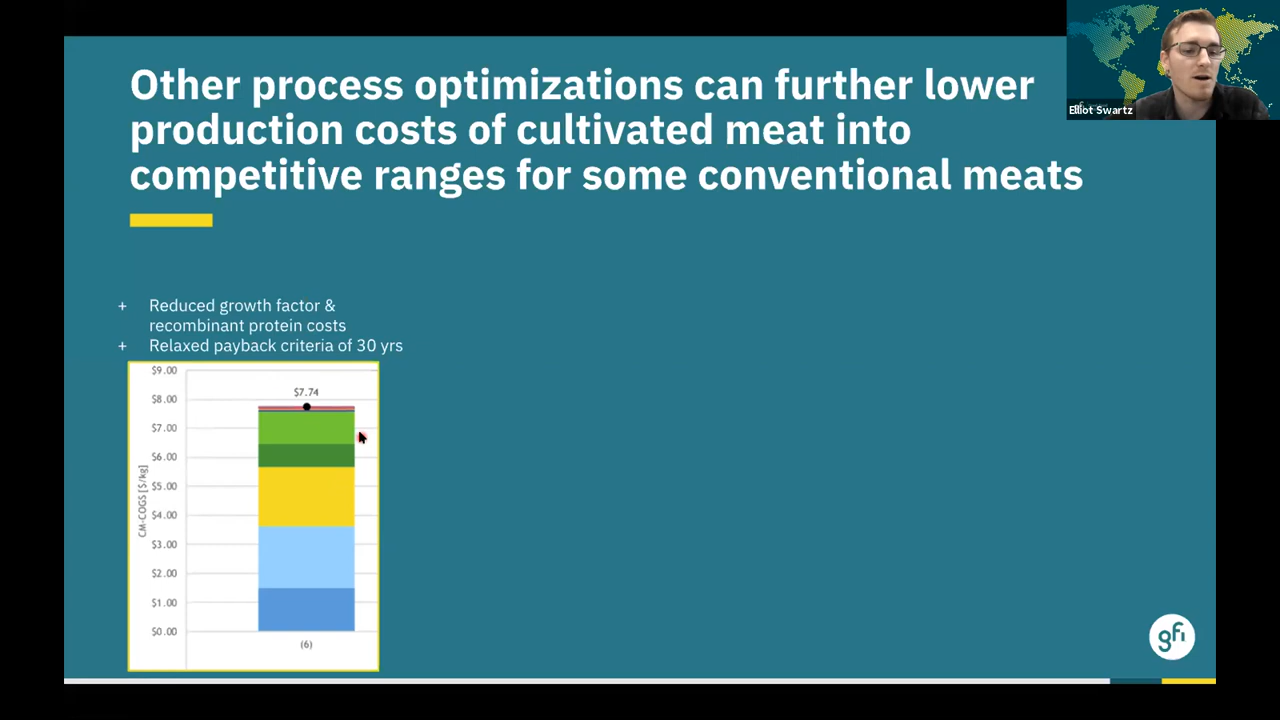 Other process optimizations can further lower
production costs of cultivated meat into
competitive ranges for some conventional meats
Elliot Swartz
+ Reduced growth factor &
recombinant protein costs
+ Relaxed payback criteria of 30 yrs
$9.00
$8.00
$7.00
$6.00
$5.00
$4.00
$3.00
$2.00
$1.00
$0.00
CM-COGS [$/kg]
$7.74
(6)
gfi